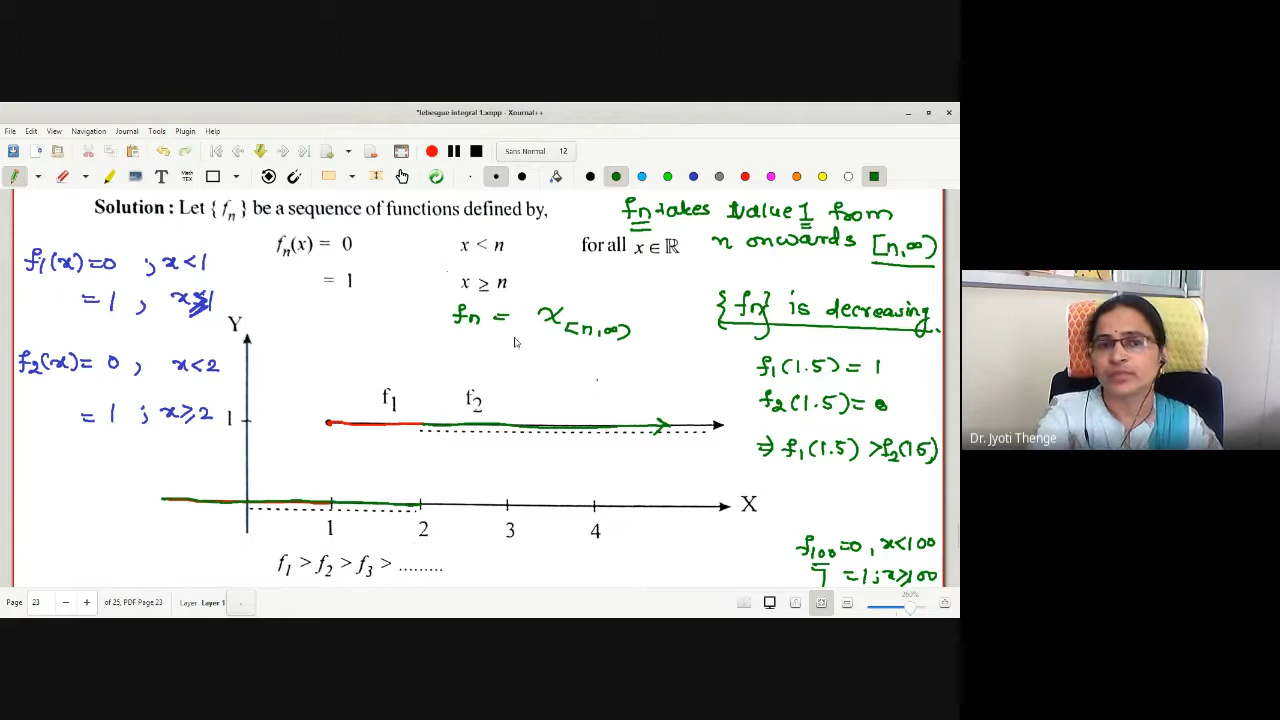 *lebesgue integral 1.xopp - Xournal++
File Edit View Navigation Journal Tools Plugin Help
Sans Normal 12
Solution : Let { fn } be a sequence of functions defined by,
fn(x) = 0 x < n for all x ∈ ℝ
= 1 x ≥ n
fn = χ[n,∞)
fn takes value 1 from
n onwards [n,∞)
{fn} is decreasing.
f1(x)=0 ; x<1
= 1 , x≥1
f2(x)= 0 , x<2
= 1 ; x≥2
f1(1.5) = 1
f2(1.5)= 0
⇒ f1(1.5) >f2(15)
Y
1
f1 f2
X
1 2 3 4
f1 > f2 > f3 > .........
f100=0, x<100
=1; x≥100
Page 23 of 25, PDF Page 23 Layer Layer 1 260%
Dr. Jyoti Thenge